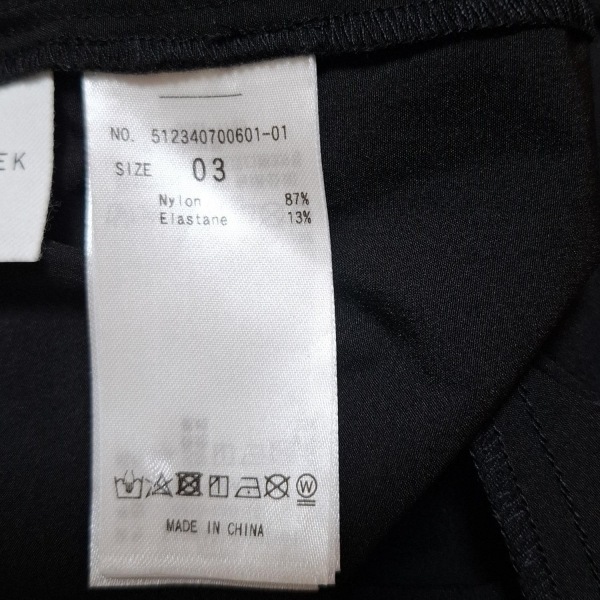 EK
NO. 512340700601-01
SIZE 03
Nylon 87%
Elastane 13%
W
MADE IN CHINA